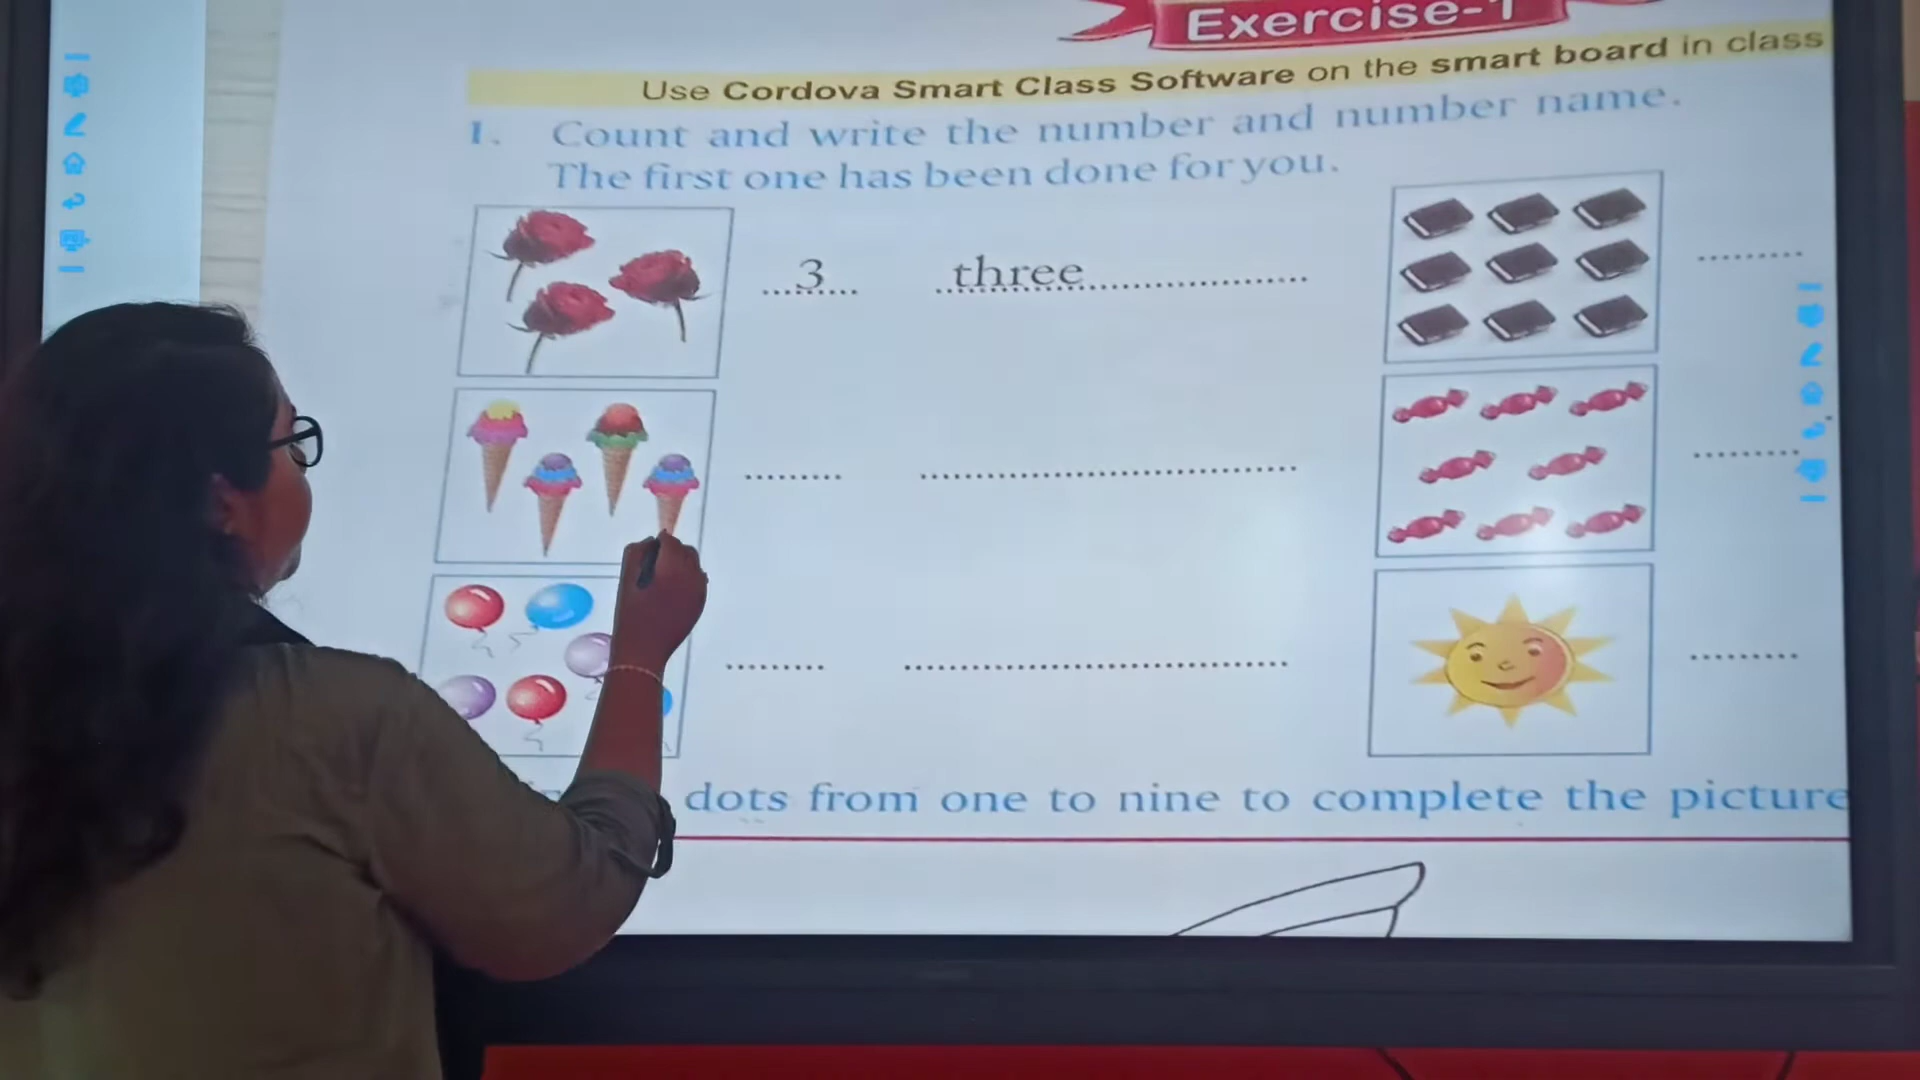 Exercise-1
Use Cordova Smart Class Software on the smart board in class
1. Count and write the number and number name.
The first one has been done for you.
3 three
dots from one to nine to complete the picture